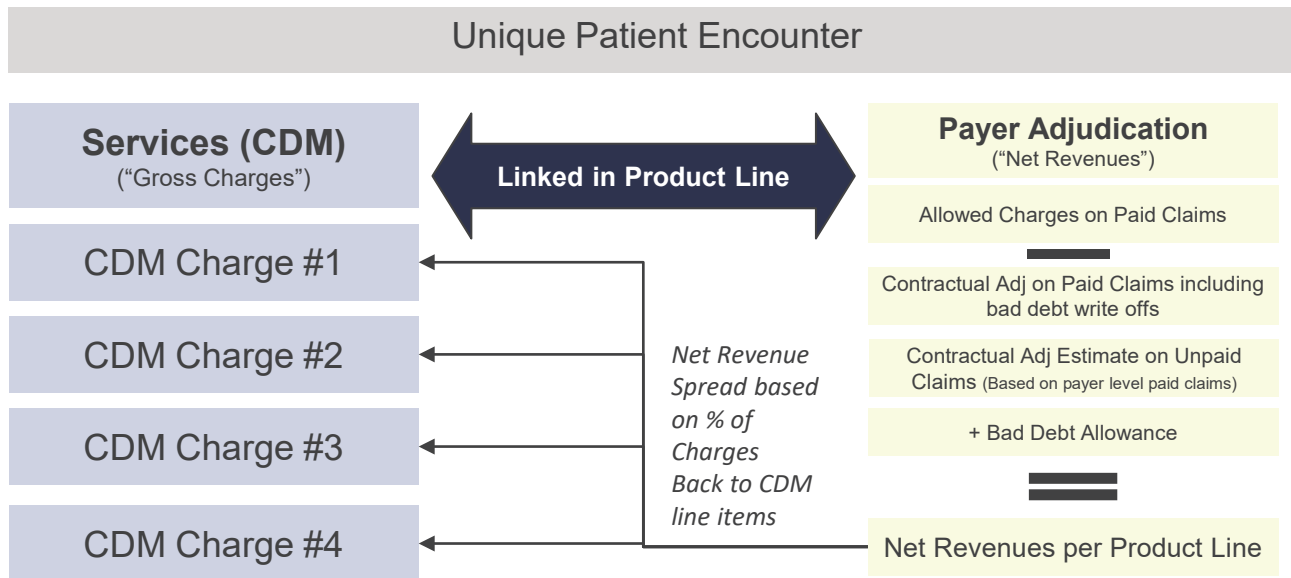 Unique Patient Encounter
Services (CDM)
(“Gross Charges”)
CDM Charge #1
CDM Charge #2
CDM Charge #3
CDM Charge #4
Linked in Product Line
Net Revenue
Spread based
on % of
Charges
Back to CDM
line items
Payer Adjudication
(“Net Revenues”)
Allowed Charges on Paid Claims
Contractual Adj on Paid Claims including
bad debt write offs
Contractual Adj Estimate on Unpaid
Claims (Based on payer level paid claims)
+ Bad Debt Allowance
Net Revenues per Product Line